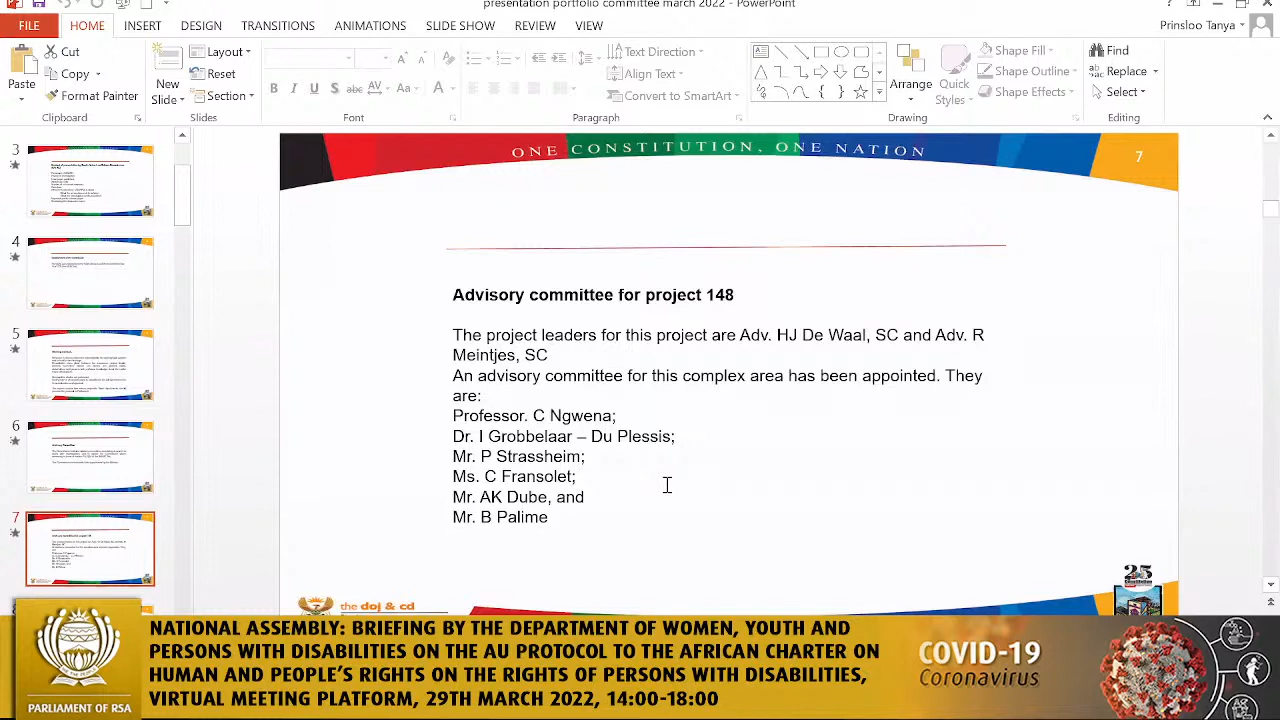 presentation portfolio committee march 2022 - PowerPoint
FILE HOME INSERT DESIGN TRANSITIONS ANIMATIONS SLIDE SHOW REVIEW VIEW
Prinsloo Tanya
Paste
Cut
Copy
Format Painter
Clipboard
New Slide
Layout
Reset
Section
Slides
Font
Text Direction
Align Text
Convert to SmartArt
Paragraph
Arrange
Quick Styles
Shape Fill
Shape Outline
Shape Effects
Drawing
Find
Replace
Select
Editing
3
4
5
6
7
ONE CONSTITUTION, ONE NATION
7
Advisory committee for project 148
The project leaders for this project are Adv. HJ De Waal, SC and Adv. R
Meintjes, SC
An advisory committee for this complexed has been appointed. They
are:
Professor. C Ngwena;
Dr. I Grobbelaar – Du Plessis;
Mr. P Strassheim;
Ms. C Fransolet;
Mr. AK Dube, and
Mr. B Palime
the doj & cd
25
PARLIAMENT OF RSA
NATIONAL ASSEMBLY: BRIEFING BY THE DEPARTMENT OF WOMEN, YOUTH AND
PERSONS WITH DISABILITIES ON THE AU PROTOCOL TO THE AFRICAN CHARTER ON
HUMAN AND PEOPLE'S RIGHTS ON THE RIGHTS OF PERSONS WITH DISABILITIES,
VIRTUAL MEETING PLATFORM, 29TH MARCH 2022, 14:00-18:00
COVID-19
Coronavirus